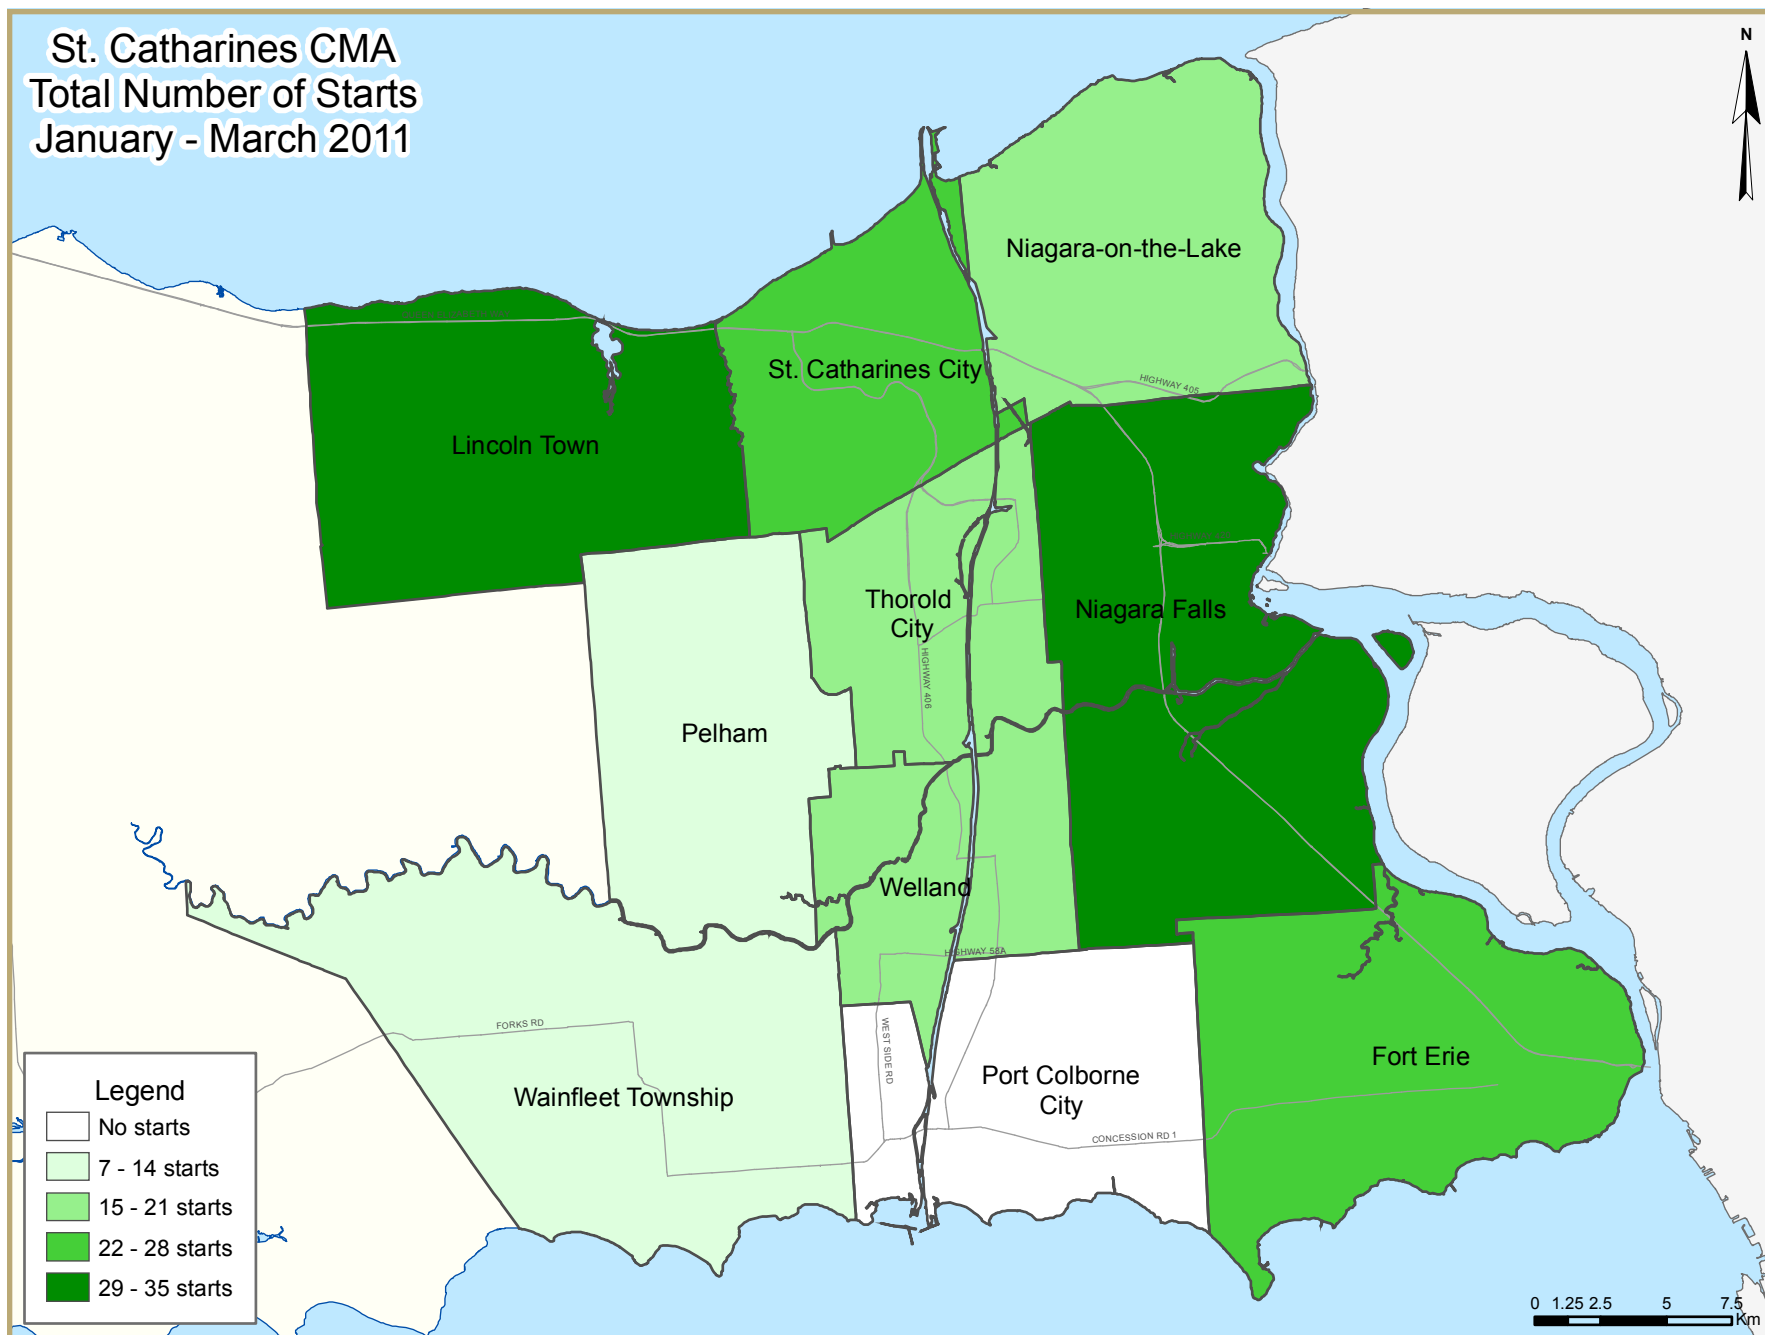 St. Catharines CMA
Total Number of Starts
January - March 2011
N
Niagara-on-the-Lake
HIGHWAY 405
St. Catharines City
Lincoln Town
Thorold
City
Niagara Falls
HIGHWAY 406
Pelham
Welland
HIGHWAY 58A
FORKS RD
WEST SIDE RD
Fort Erie
Port Colborne
City
Wainfleet Township
CONCESSION RD 1
Legend
No starts
7 - 14 starts
15 - 21 starts
22 - 28 starts
29 - 35 starts
0 1.25 2.5 5 7.5
Km